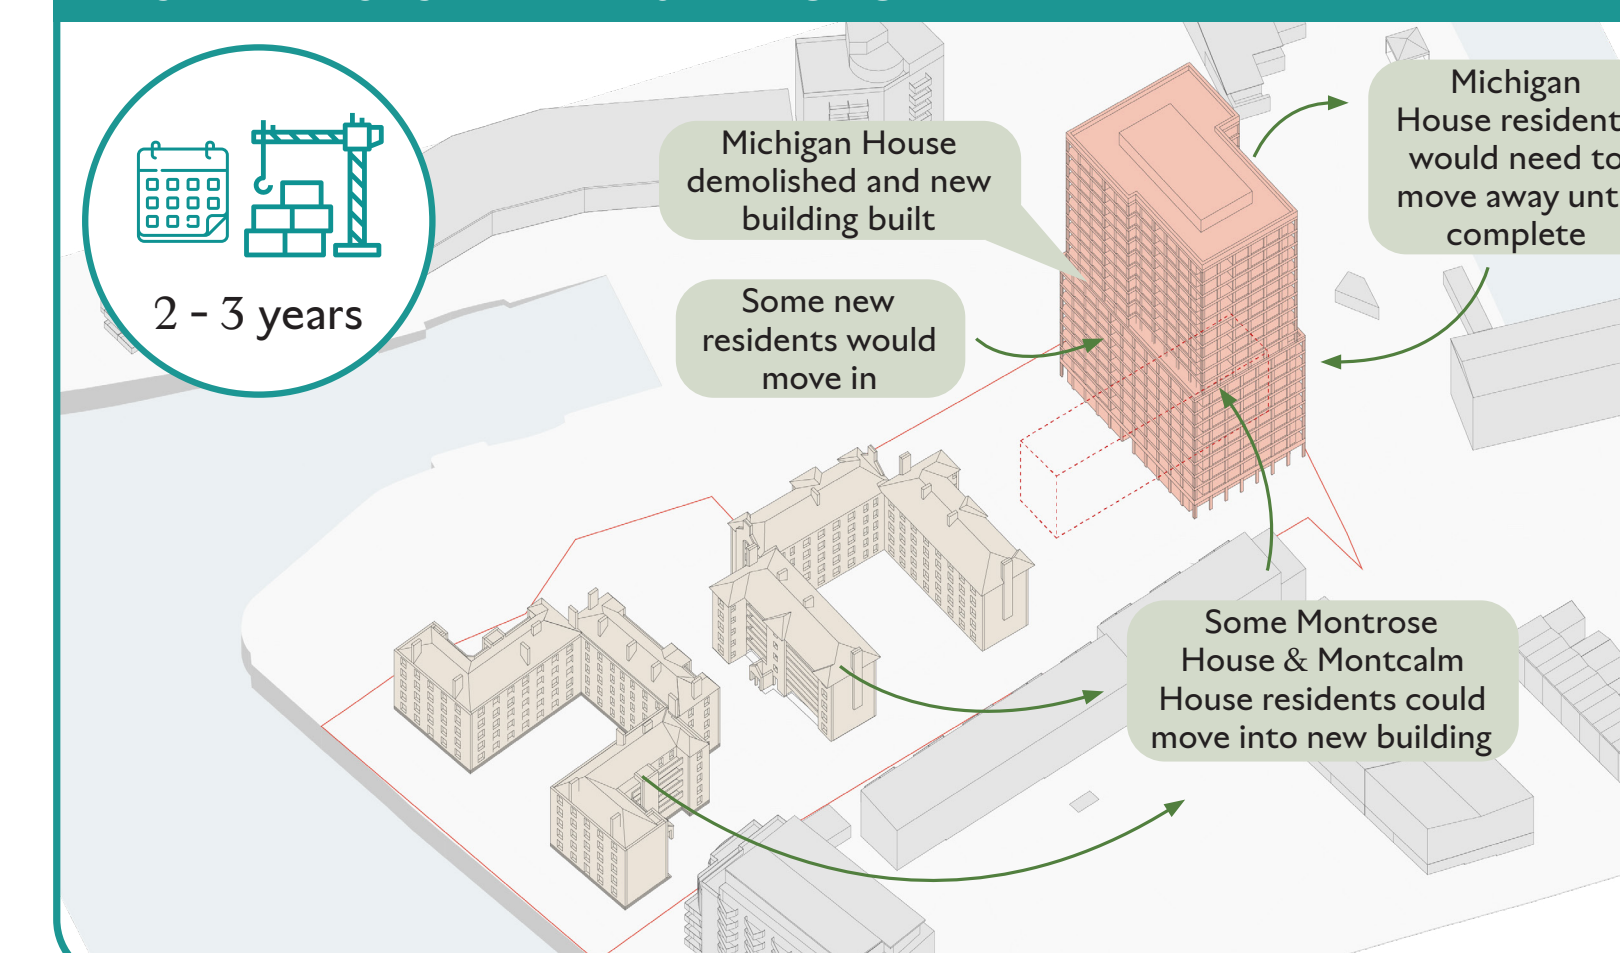 2 - 3 years
Michigan House
demolished and new
building built
Some new
residents would
move in
Michigan
House resident
would need to
move away unt
complete
Some Montrose
House & Montcalm
House residents could
move into new building